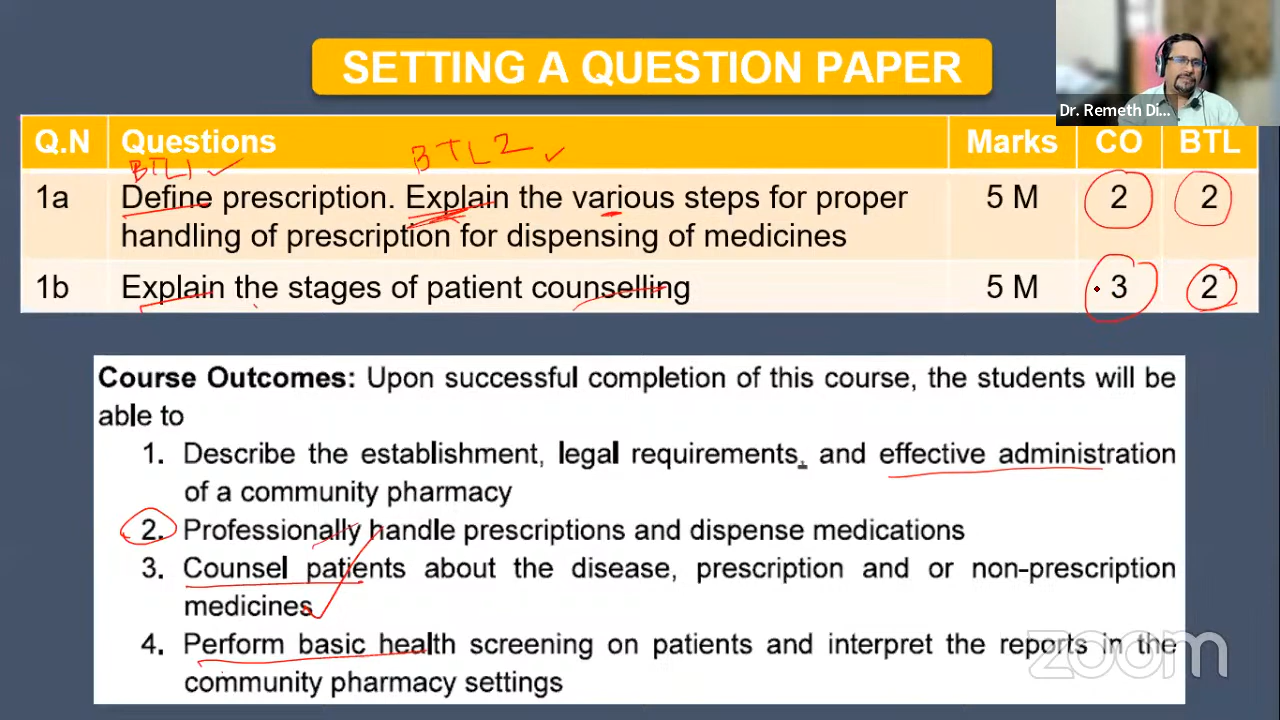 SETTING A QUESTION PAPER
Dr. Remeth Di...
Q.N Questions Marks CO BTL
BTL1 BTL2
1a Define prescription. Explain the various steps for proper 5 M 2 2
handling of prescription for dispensing of medicines
1b Explain the stages of patient counselling 5 M 3 2
Course Outcomes: Upon successful completion of this course, the students will be
able to
1. Describe the establishment, legal requirements, and effective administration
of a community pharmacy
2. Professionally handle prescriptions and dispense medications
3. Counsel patients about the disease, prescription and or non-prescription
medicines
4. Perform basic health screening on patients and interpret the reports in the
community pharmacy settings
zoom